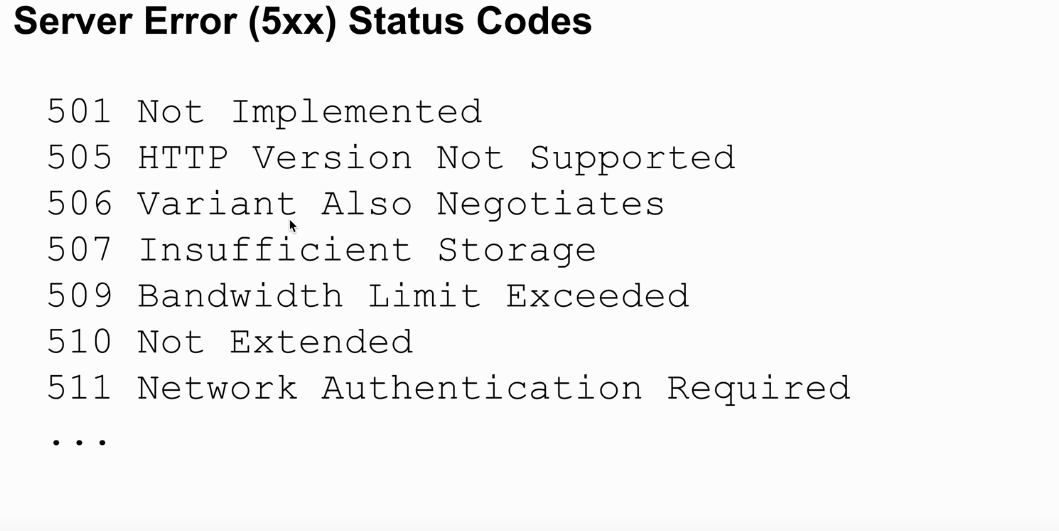 Server Error (5xx) Status Codes
501 Not Implemented
505 HTTP Version Not Supported
506 Variant Also Negotiates
507 Insufficient Storage
509 Bandwidth Limit Exceeded
510 Not Extended
511 Network Authentication Required
...